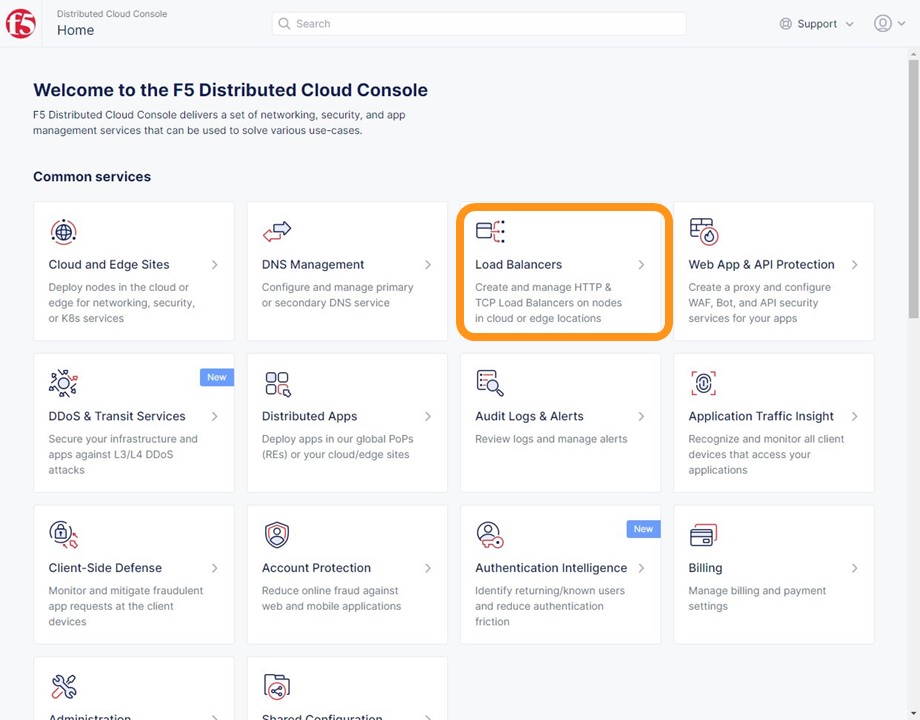 f5
Distributed Cloud Console
Home
Search
Support
Welcome to the F5 Distributed Cloud Console
F5 Distributed Cloud Console delivers a set of networking, security, and app
management services that can be used to solve various use-cases.
Common services
Cloud and Edge Sites
Deploy nodes in the cloud or
edge for networking, security,
or K8s services
DNS Management
Configure and manage primary
or secondary DNS service
Load Balancers
Create and manage HTTP &
TCP Load Balancers on nodes
in cloud or edge locations
Web App & API Protection
Create a proxy and configure
WAF, Bot, and API security
services for your apps
New
DDoS & Transit Services
Secure your infrastructure and
apps against L3/L4 DDoS
attacks
Distributed Apps
Deploy apps in our global PoPs
(REs) or your cloud/edge sites
Audit Logs & Alerts
Review logs and manage alerts
Application Traffic Insight
Recognize and monitor all client
devices that access your
applications
Client-Side Defense
Monitor and mitigate fraudulent
app requests at the client
devices
Account Protection
Reduce online fraud against
web and mobile applications
New
Authentication Intelligence
Identify returning/known users
and reduce authentication
friction
Billing
Manage billing and payment
settings
Administration
Shared Configuration